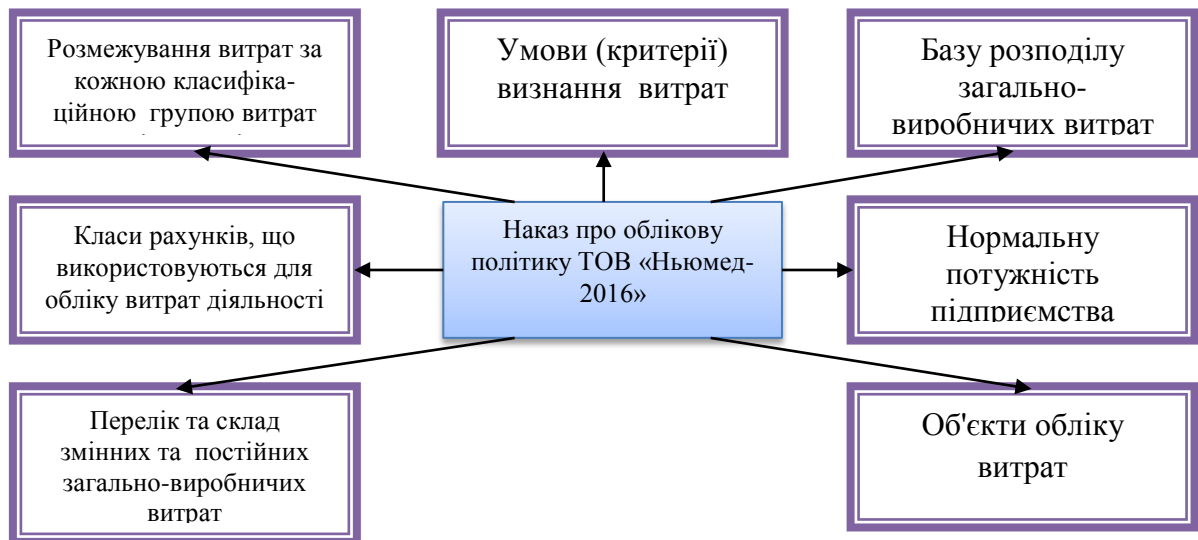 Розмежування витрат за
кожною класифіка-
ційною групою витрат
Умови (критерії)
визнання витрат
Базу розподілу
загально-
виробничих витрат
Класи рахунків, що
використовуються для
обліку витрат діяльності
Наказ про облікову
політику ТОВ «Ньюмед-
2016»
Нормальну
потужність
підприємства
Перелік та склад
змінних та постійних
загально-виробничих
витрат
Об'єкти обліку
витрат